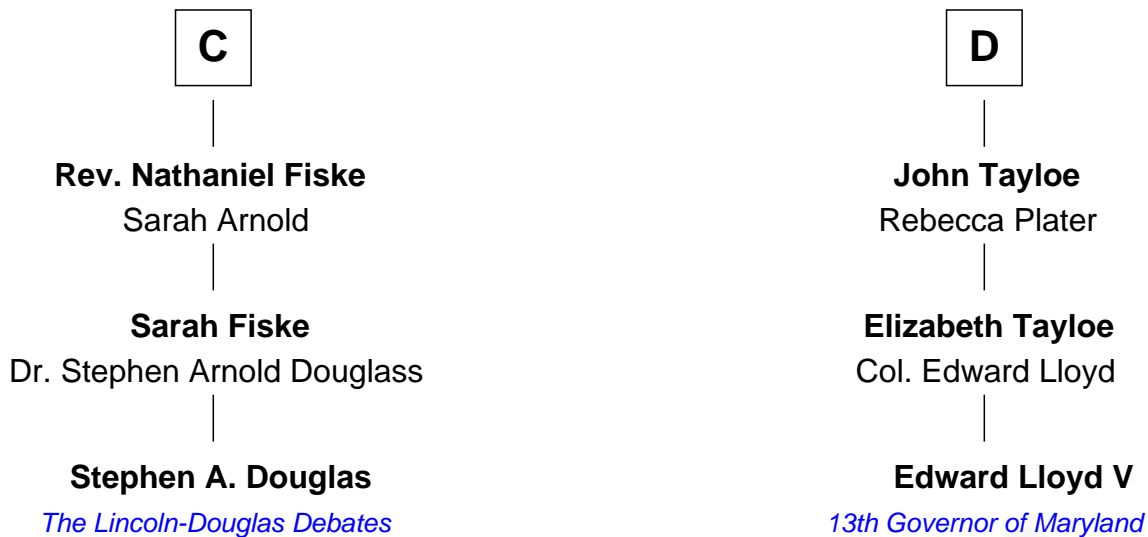 C
Rev. Nathaniel Fiske
Sarah Arnold
Sarah Fiske
Dr. Stephen Arnold Douglass
Stephen A. Douglas
The Lincoln-Douglas Debates
D
John Tayloe
Rebecca Plater
Elizabeth Tayloe
Col. Edward Lloyd
Edward Lloyd V
13th Governor of Maryland